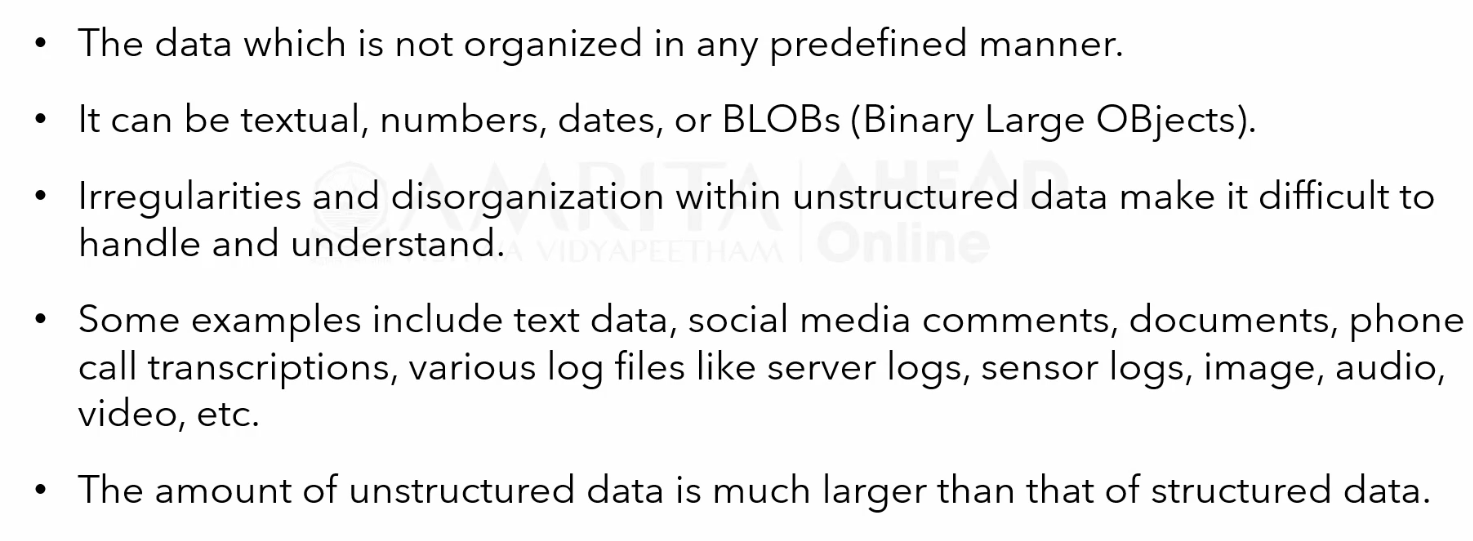 • The data which is not organized in any predefined manner.
• It can be textual, numbers, dates, or BLOBs (Binary Large OBjects).
• Irregularities and disorganization within unstructured data make it difficult to
handle and understand.
• Some examples include text data, social media comments, documents, phone
call transcriptions, various log files like server logs, sensor logs, image, audio,
video, etc.
• The amount of unstructured data is much larger than that of structured data.
AMRITA AHEAD
VIDYAPEETHAM Online